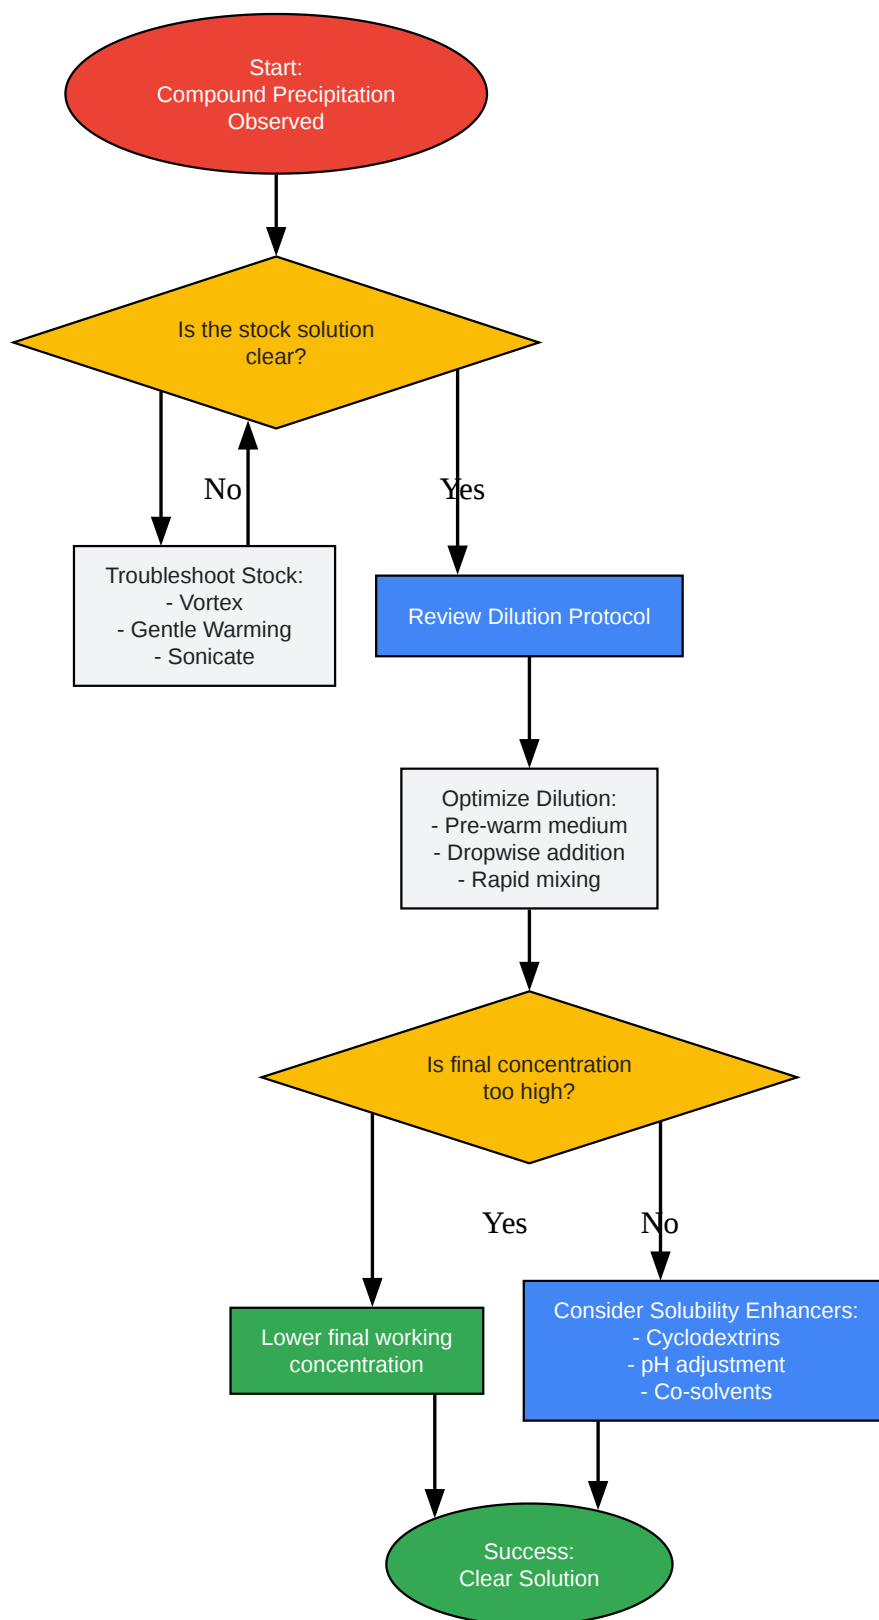 Start:
Compound Precipitation
Observed
Is the stock solution
clear?
No
Yes
Troubleshoot Stock:
- Vortex
- Gentle Warming
- Sonicate
Review Dilution Protocol
Optimize Dilution:
- Pre-warm medium
- Dropwise addition
- Rapid mixing
Is final concentration
too high?
Yes
No
Lower final working
concentration
Consider Solubility Enhancers:
- Cyclodextrins
- pH adjustment
- Co-solvents
Success:
Clear Solution